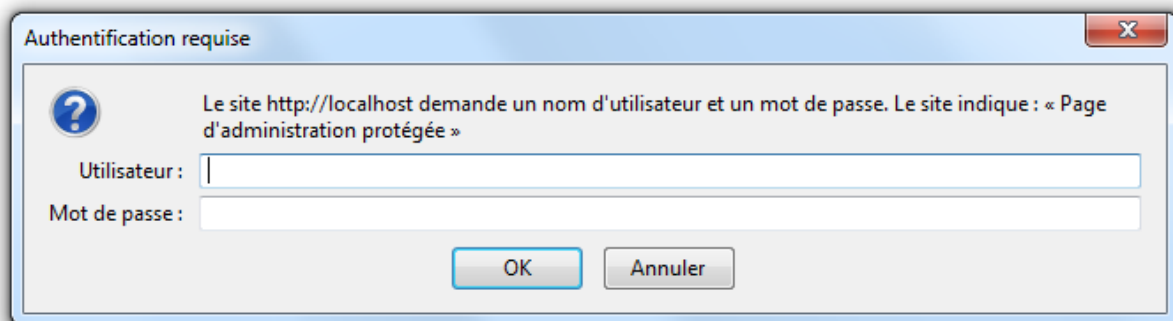 Authentification requise
X
?
Le site http://localhost demande un nom d'utilisateur et un mot de passe. Le site indique : « Page
d'administration protégée »
Utilisateur :
Mot de passe :
OK Annuler